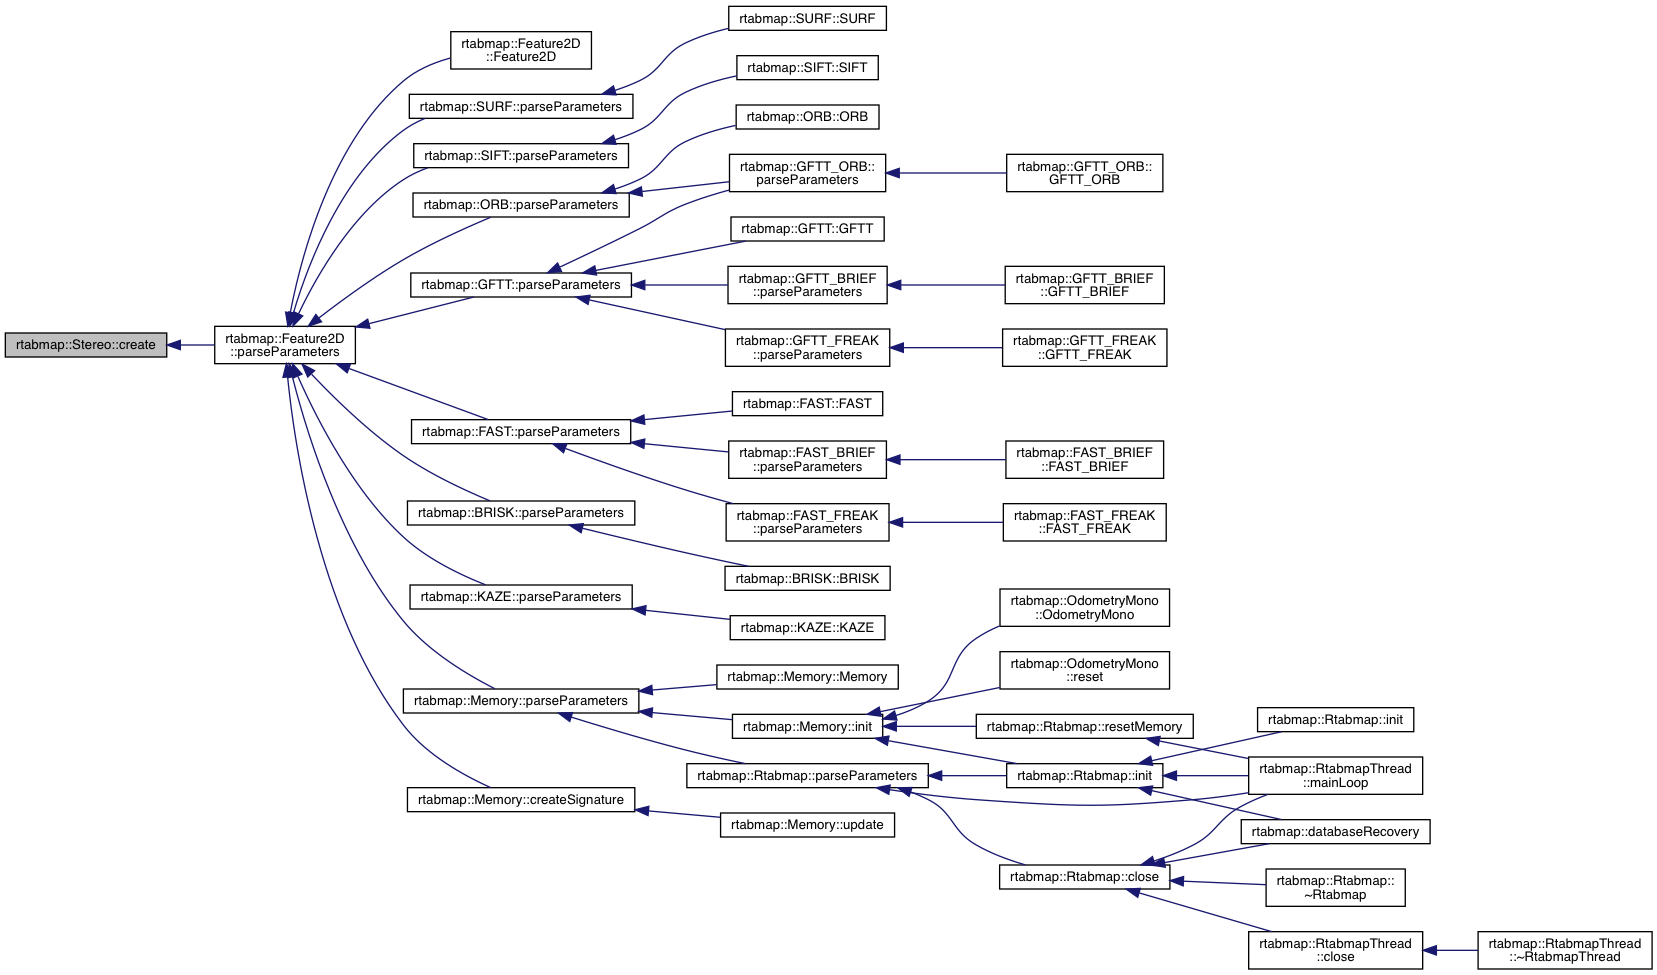 rtabmap::Stereo::create
rtabmap::Feature2D
::parseParameters
rtabmap::Feature2D
::Feature2D
rtabmap::SURF::parseParameters
rtabmap::SIFT::parseParameters
rtabmap::ORB::parseParameters
rtabmap::GFTT::parseParameters
rtabmap::FAST::parseParameters
rtabmap::BRISK::parseParameters
rtabmap::KAZE::parseParameters
rtabmap::Memory::parseParameters
rtabmap::Memory::createSignature
rtabmap::SURF::SURF
rtabmap::SIFT::SIFT
rtabmap::ORB::ORB
rtabmap::GFTT_ORB::
parseParameters
rtabmap::GFTT::GFTT
rtabmap::GFTT_BRIEF
::parseParameters
rtabmap::GFTT_FREAK
::parseParameters
rtabmap::FAST::FAST
rtabmap::FAST_BRIEF
::parseParameters
rtabmap::FAST_FREAK
::parseParameters
rtabmap::BRISK::BRISK
rtabmap::KAZE::KAZE
rtabmap::Memory::Memory
rtabmap::Memory::init
rtabmap::Rtabmap::parseParameters
rtabmap::Memory::update
rtabmap::GFTT_ORB::
GFTT_ORB
rtabmap::GFTT_BRIEF
::GFTT_BRIEF
rtabmap::GFTT_FREAK
::GFTT_FREAK
rtabmap::FAST_BRIEF
::FAST_BRIEF
rtabmap::FAST_FREAK
::FAST_FREAK
rtabmap::OdometryMono
::OdometryMono
rtabmap::OdometryMono
::reset
rtabmap::Rtabmap::resetMemory
rtabmap::Rtabmap::init
rtabmap::Rtabmap::close
rtabmap::Rtabmap::init
rtabmap::RtabmapThread
::mainLoop
rtabmap::databaseRecovery
rtabmap::Rtabmap::
~Rtabmap
rtabmap::RtabmapThread
::close
rtabmap::RtabmapThread
::~RtabmapThread